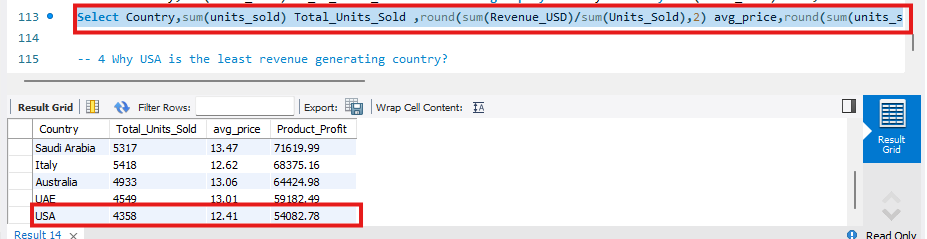 113 Select Country,sum(units_sold) Total_Units_Sold ,round(sum(Revenue_USD)/sum(Units_Sold),2) avg_price,round(sum(units_s
114
115 -- 4 Why USA is the least revenue generating country?
Result Grid Filter Rows: Export: Wrap Cell Content:
Country Total_Units_Sold avg_price Product_Profit
Saudi Arabia 5317 13.47 71619.99
Italy 5418 12.62 68375.16
Australia 4933 13.06 64424.98
UAE 4549 13.01 59182.49
USA 4358 12.41 54082.78
Result Grid
Result 14 × Read Only